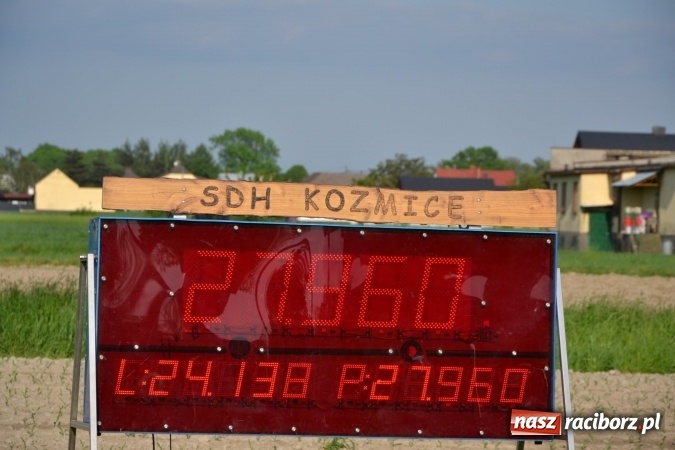 SDH KOZMICE
27.960
L:24.138 P:27.960
nasz raciborz.pl